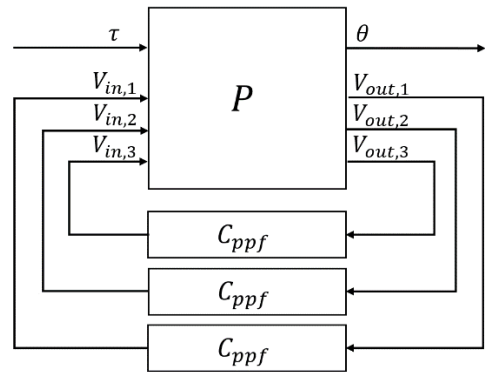 τ
θ
V_{in,1}
V_{out,1}
P
V_{in,2}
V_{out,2}
V_{in,3}
V_{out,3}
C_{ppf}
C_{ppf}
C_{ppf}